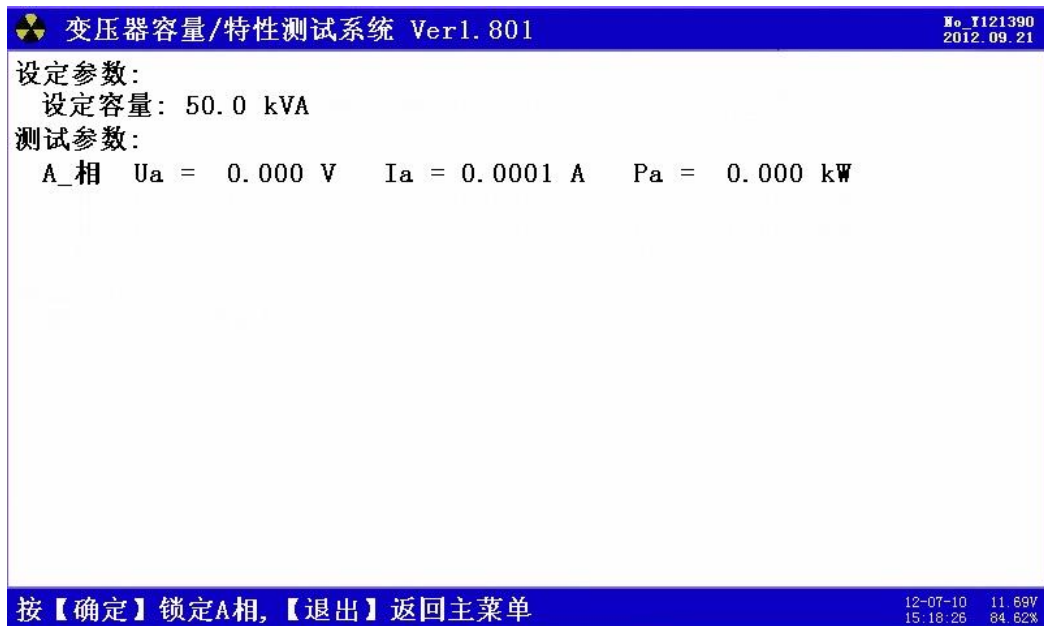 变压器容量/特性测试系统 Ver1.801
No_Y121390
2012.09.21
设定参数:
设定容量: 50.0 kVA
测试参数:
A_相 Ua = 0.000 V Ia = 0.0001 A Pa = 0.000 kW
按【确定】锁定A相,【退出】返回主菜单
12-07-10 11.69V
15:18:26 84.62%